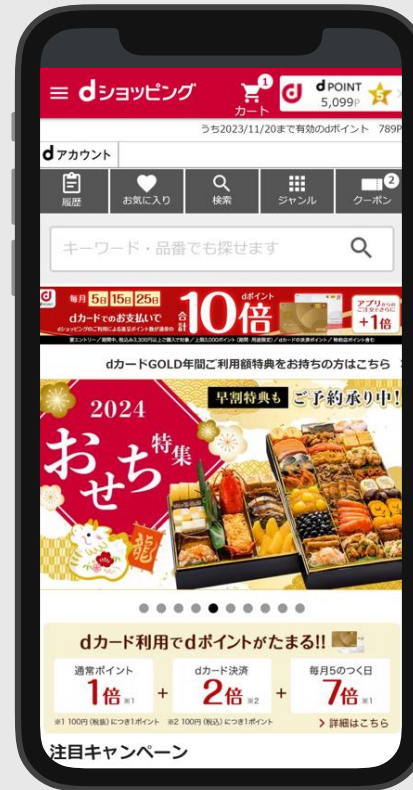 dショッピング
1
カート
d POINT
5,099P
5
うち2023/11/20まで有効のdポイント 789P
dアカウント
履歴
お気に入り
検索
ジャンル
2
クーポン
キーワード・品番でも探せます
毎月 5日 15日 25日
dカードでのお支払いで
合計
dポイント
10倍
アプリからの
ご注文でさらに
+1倍
dカードGOLD年間ご利用額特典をお持ちの方はこちら
2024
おせち特集
龍
早割特典も ご予約承り中!
dカード利用でdポイントがたまる!!
通常ポイント
1倍 ※1
+
dカード決済
2倍 ※2
+
毎月5のつく日
7倍 ※1
※1 100円(税抜)につき1ポイント ※2 100円(税込)につき1ポイント
詳細はこちら
注目キャンペーン